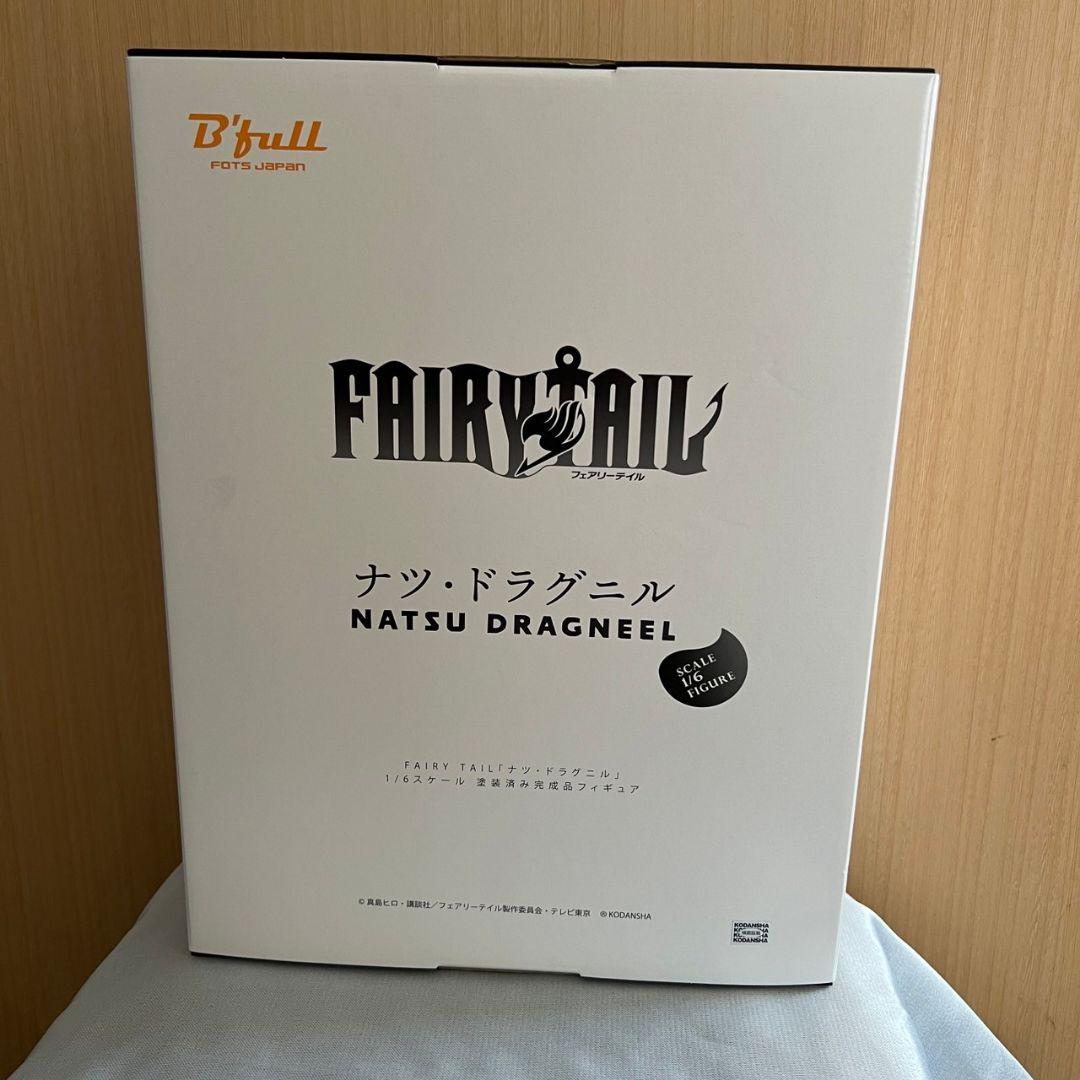 B'full
FOTS JAPAN
FAIRY TAIL
フェアリーテイル
ナツ・ドラグニル
NATSU DRAGNEEL
SCALE
1/6
FIGURE
FAIRY TAIL「ナツ・ドラグニル」
1/6スケール 塗装済み完成品フィギュア
© 真島ヒロ・講談社／フェアリーテイル製作委員会・テレビ東京 ® KODANSHA
KODANSHA
KODANSHA